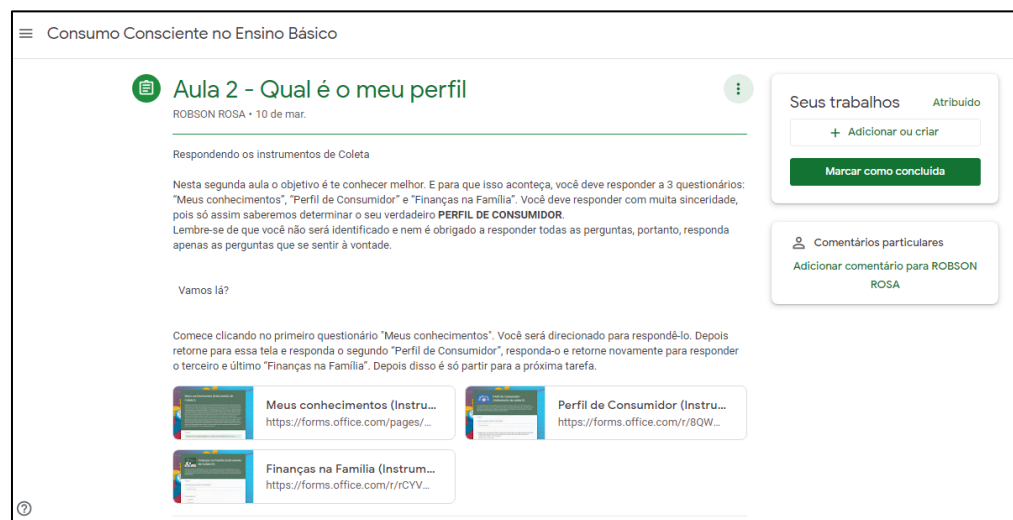 Consumo Consciente no Ensino Básico
Aula 2 - Qual é o meu perfil
ROBSON ROSA • 10 de mar.
Respondendo os instrumentos de Coleta
Nesta segunda aula o objetivo é te conhecer melhor. E para que isso aconteça, você deve responder a 3 questionários:
"Meus conhecimentos", "Perfil de Consumidor" e "Finanças na Família". Você deve responder com muita sinceridade,
pois só assim saberemos determinar o seu verdadeiro PERFIL DE CONSUMIDOR.
Lembre-se de que você não será identificado e nem é obrigado a responder todas as perguntas, portanto, responda
apenas as perguntas que se sentir à vontade.
Vamos lá?
Comece clicando no primeiro questionário "Meus conhecimentos". Você será direcionado para respondê-lo. Depois
retorne para essa tela e responda o segundo "Perfil de Consumidor", responda-o e retorne novamente para responder
o terceiro e último "Finanças na Família". Depois disso é só partir para a próxima tarefa.
Meus conhecimentos (Instru...
https://forms.office.com/pages/...
Perfil de Consumidor (Instru...
https://forms.office.com/r/8QW...
Finanças na Familia (Instrum...
https://forms.office.com/r/rCYV...
Seus trabalhos
Atribuído
+ Adicionar ou criar
Marcar como concluída
Comentários particulares
Adicionar comentário para ROBSON
ROSA